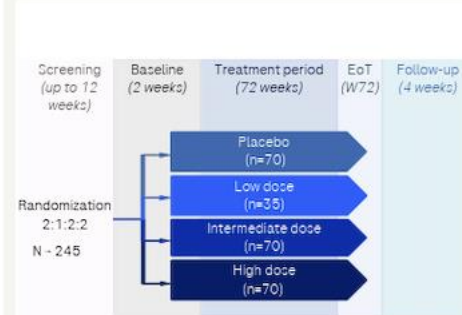 Screening
(up to 12
weeks)
Baseline
(2 weeks)
Treatment period
(72 weeks)
EoT
(W72)
Follow-up
(4 weeks)
Randomization
2:1:2:2
N - 245
Placebo
(n=70)
Low dose
(n=35)
Intermediate dose
(n=70)
High dose
(n=70)